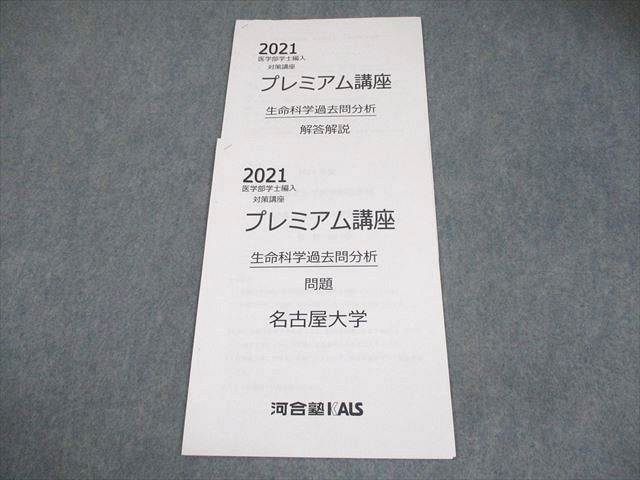 2021
医学部学士編入
対策講座
プレミアム講座
生命科学過去問分析
解答解説
2021
医学部学士編入
対策講座
プレミアム講座
生命科学過去問分析
問題
名古屋大学
河合塾KALS